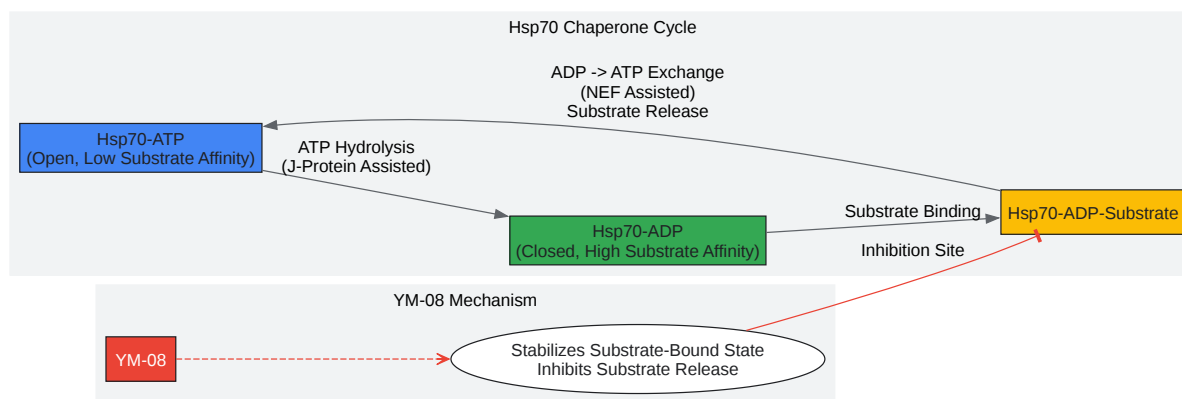 Hsp70 Chaperone Cycle
ADP -> ATP Exchange
(NEF Assisted)
Substrate Release
Hsp70-ATP
(Open, Low Substrate Affinity)
ATP Hydrolysis
(J-Protein Assisted)
Hsp70-ADP
(Closed, High Substrate Affinity)
Substrate Binding
Hsp70-ADP-Substrate
Inhibition Site
YM-08 Mechanism
YM-08
Stabilizes Substrate-Bound State
Inhibits Substrate Release